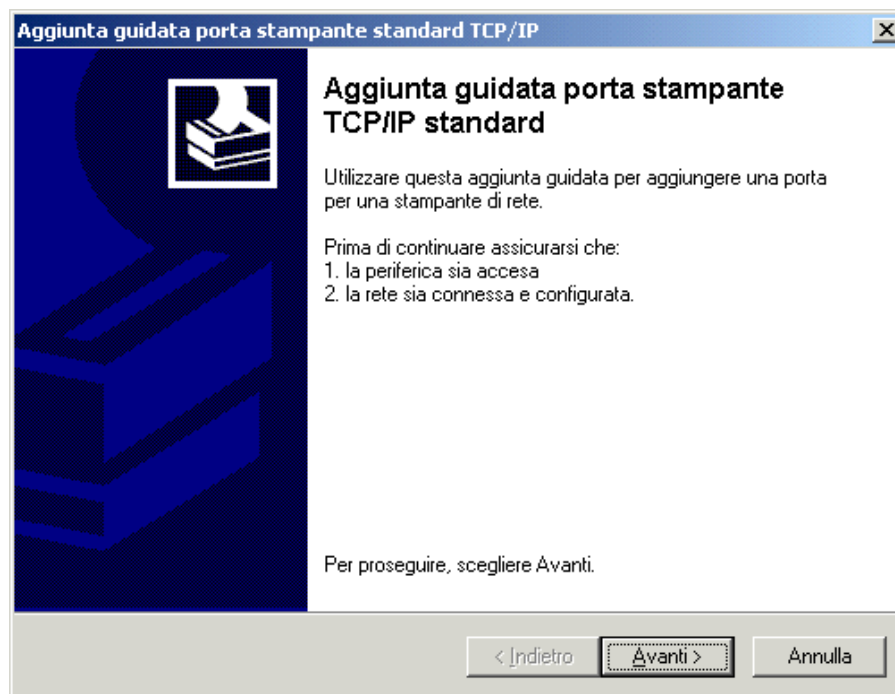 Aggiunta guidata porta stampante standard TCP/IP
Aggiunta guidata porta stampante
TCP/IP standard
Utilizzare questa aggiunta guidata per aggiungere una porta
per una stampante di rete.
Prima di continuare assicurarsi che:
1. la periferica sia accesa
2. la rete sia connessa e configurata.
Per proseguire, scegliere Avanti.
< Indietro
Avanti >
Annulla